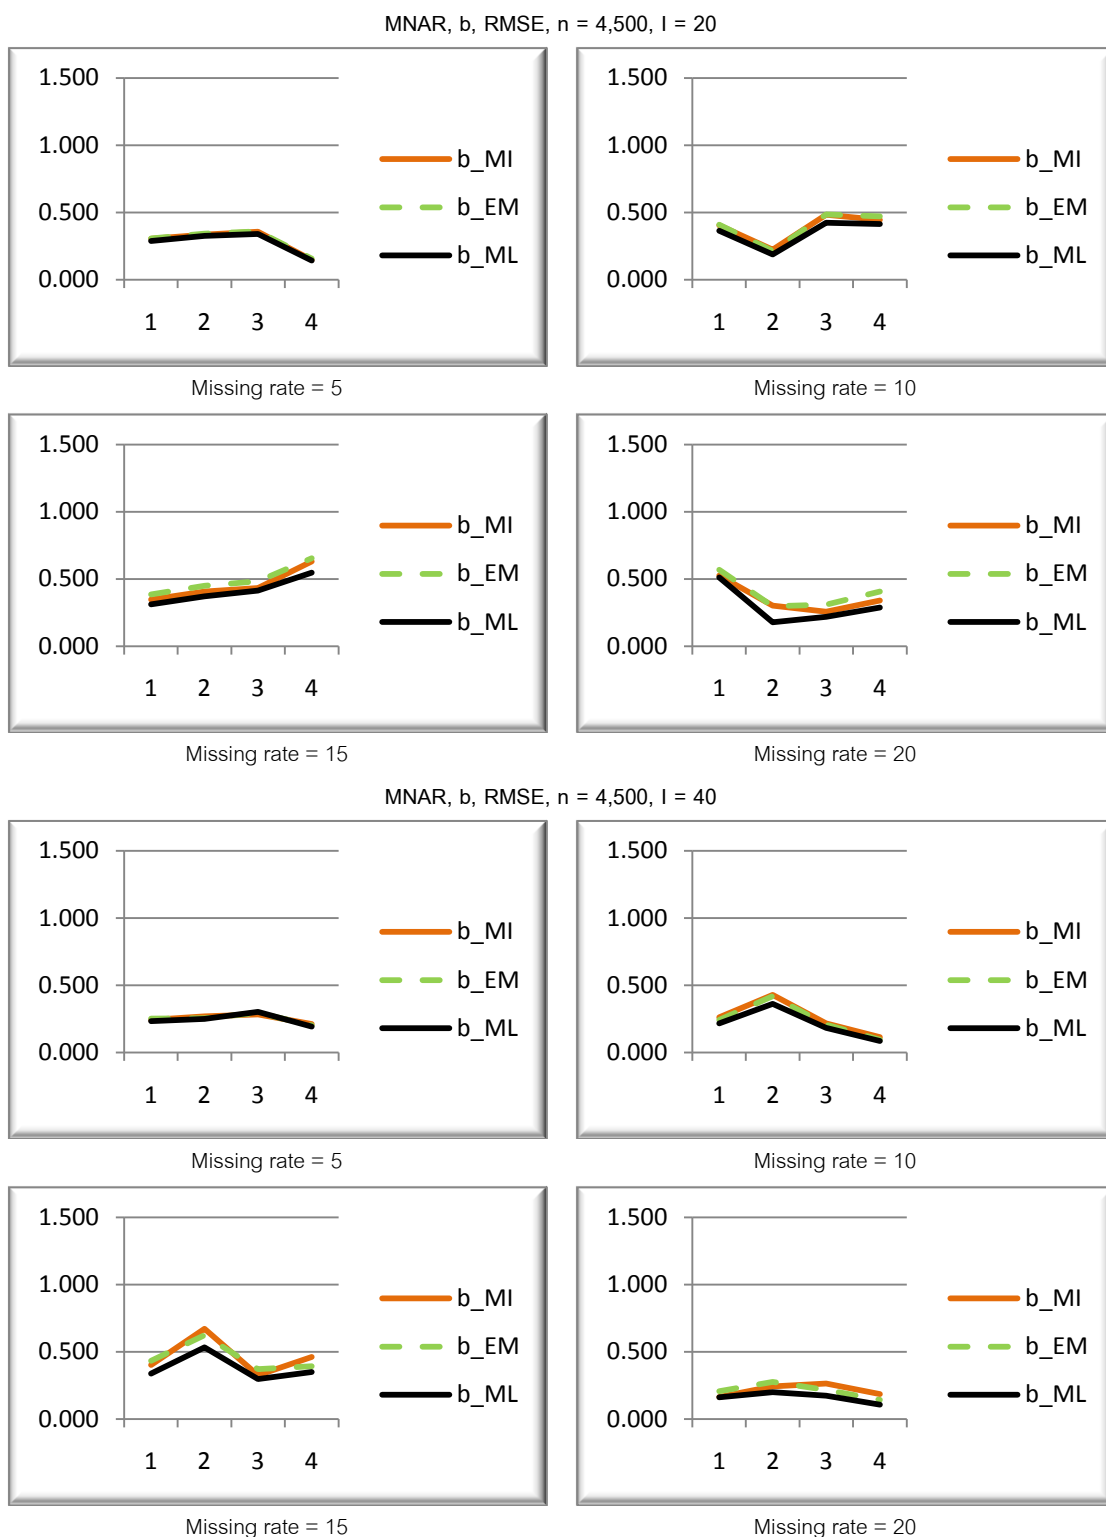 MNAR, b, RMSE, n = 4,500, I = 20
1.500
1.000
0.500
0.000
1 2 3 4
b_MI
b_EM
b_ML
Missing rate = 5
1.500
1.000
0.500
0.000
1 2 3 4
b_MI
b_EM
b_ML
Missing rate = 10
1.500
1.000
0.500
0.000
1 2 3 4
b_MI
b_EM
b_ML
Missing rate = 15
1.500
1.000
0.500
0.000
1 2 3 4
b_MI
b_EM
b_ML
Missing rate = 20
MNAR, b, RMSE, n = 4,500, I = 40
1.500
1.000
0.500
0.000
1 2 3 4
b_MI
b_EM
b_ML
Missing rate = 5
1.500
1.000
0.500
0.000
1 2 3 4
b_MI
b_EM
b_ML
Missing rate = 10
1.500
1.000
0.500
0.000
1 2 3 4
b_MI
b_EM
b_ML
Missing rate = 15
1.500
1.000
0.500
0.000
1 2 3 4
b_MI
b_EM
b_ML
Missing rate = 20